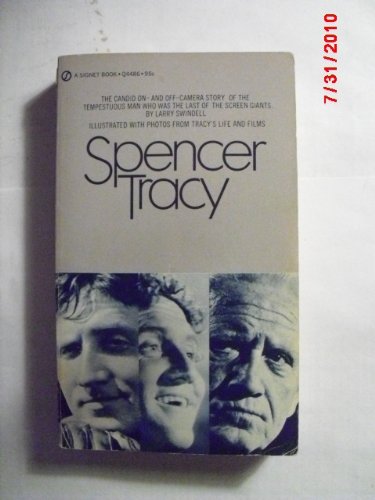 A SIGNET BOOK • Q4486 • 95c
THE CANDID ON- AND OFF-CAMERA STORY OF THE
TEMPESTUOUS MAN WHO WAS THE LAST OF THE SCREEN GIANTS.
BY LARRY SWINDELL
ILLUSTRATED WITH PHOTOS FROM TRACY'S LIFE AND FILMS
Spencer
Tracy
7/31/2010